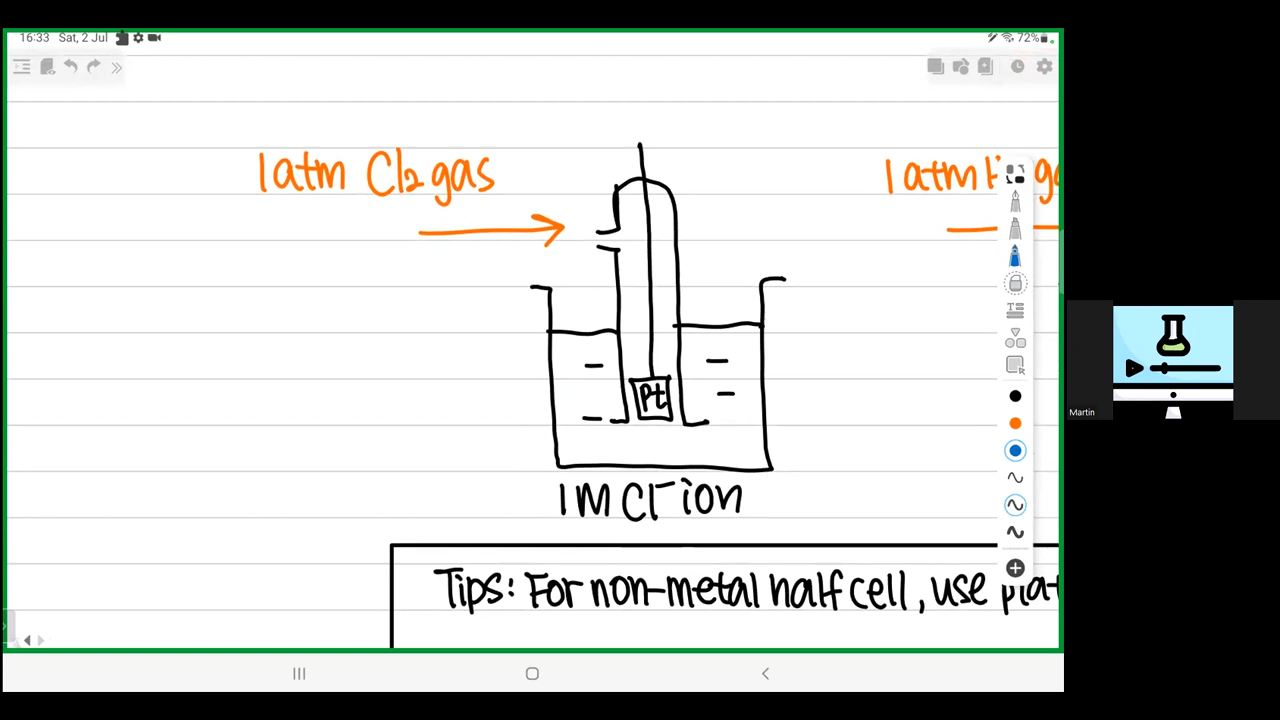 16:33 Sat, 2 Jul
72%
1atm Cl₂ gas
1atm
Pt
1M Cl⁻ ion
Tips: For non-metal half cell, use
Martin